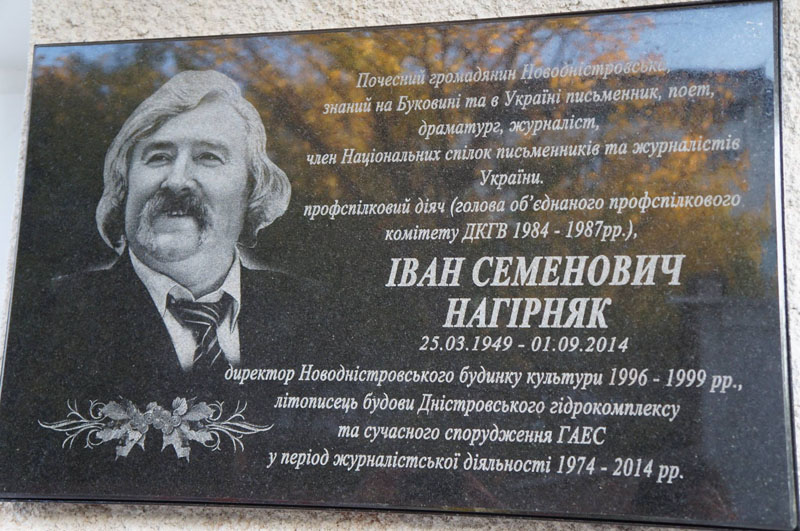 Почесний громадянин Новодністровська,
знаний на Буковині та в Україні письменник, поет,
драматург, журналіст,
член Національних спілок письменників та журналістів
України.
профспілковий діяч (голова об'єднаного профспілкового
комітету ДКГВ 1984 - 1987рр.),
ІВАН СЕМЕНОВИЧ
НАГІРНЯК
25.03.1949 - 01.09.2014
директор Новодністровського будинку культури 1996 - 1999 рр.,
літописець будови Дністровського гідрокомплексу
та сучасного спорудження ГАЕС
у період журналістської діяльності 1974 - 2014 рр.